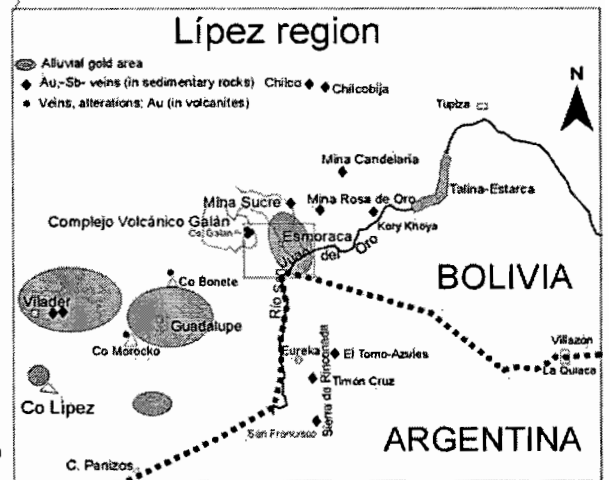 Lípez region
Alluvial gold area
Au,-Sb- veins (in sedimentary rocks)
Veins, alterations; Au (in volcanites)
Chilco
Chilcobija
N
Tupiza
Mina Candelaria
Talina-Estarca
Mina Sucre
Mina Rosa de Oro
Kory Khoya
Complejo Volcánico Galán
Co Galan
Esmoraca
Río San Juan del Oro
BOLIVIA
Co Bonete
Vilader
Guadalupe
Co Morocko
Eureka
El Torno-Azules
Villazón
La Quiaca
Timón Cruz
Sierra de Rinconada
Co Lípez
San Francisco
ARGENTINA
C. Panizos